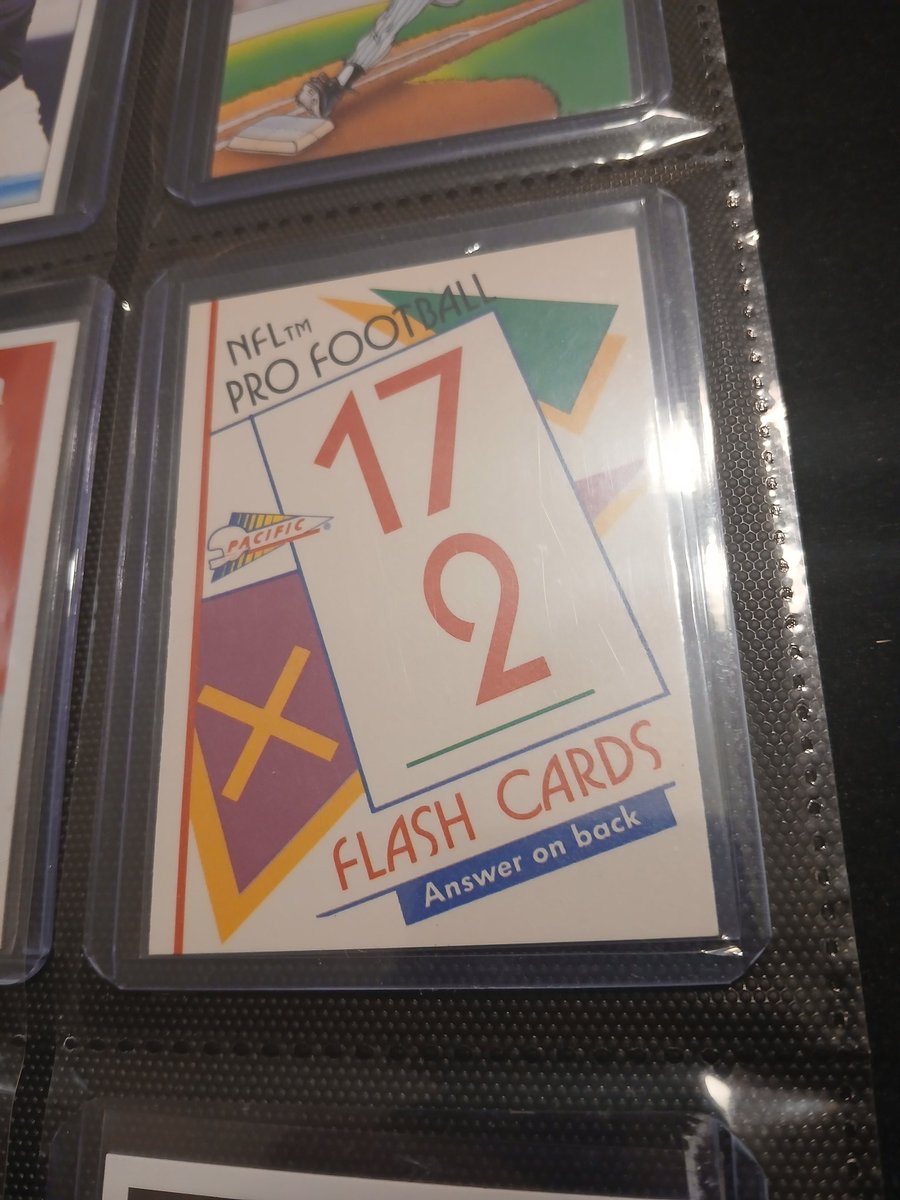 NFL™
PRO FOOTBALL
17
PACIFIC ®
2
×
FLASH CARDS
Answer on back